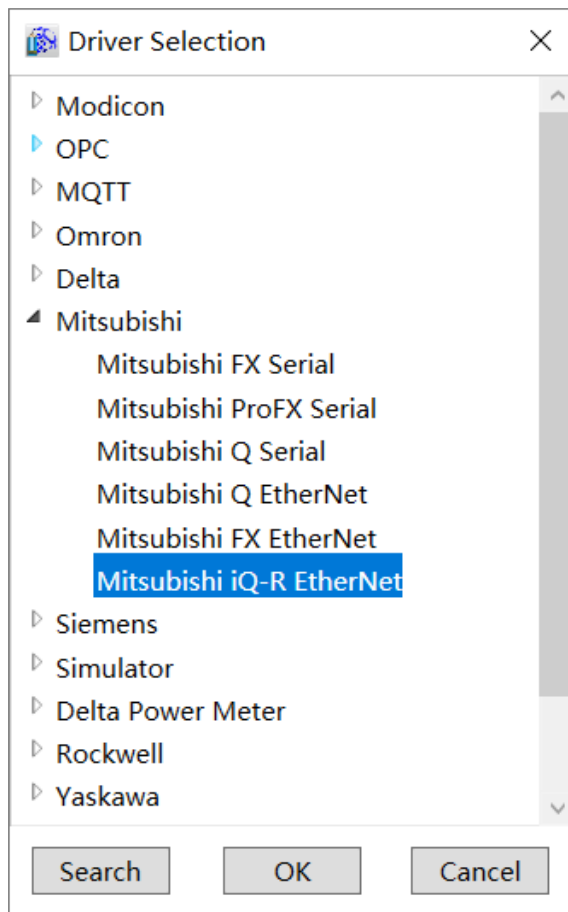 Driver Selection
Modicon
OPC
MQTT
Omron
Delta
Mitsubishi
Mitsubishi FX Serial
Mitsubishi ProFX Serial
Mitsubishi Q Serial
Mitsubishi Q EtherNet
Mitsubishi FX EtherNet
Mitsubishi iQ-R EtherNet
Siemens
Simulator
Delta Power Meter
Rockwell
Yaskawa
Search OK Cancel